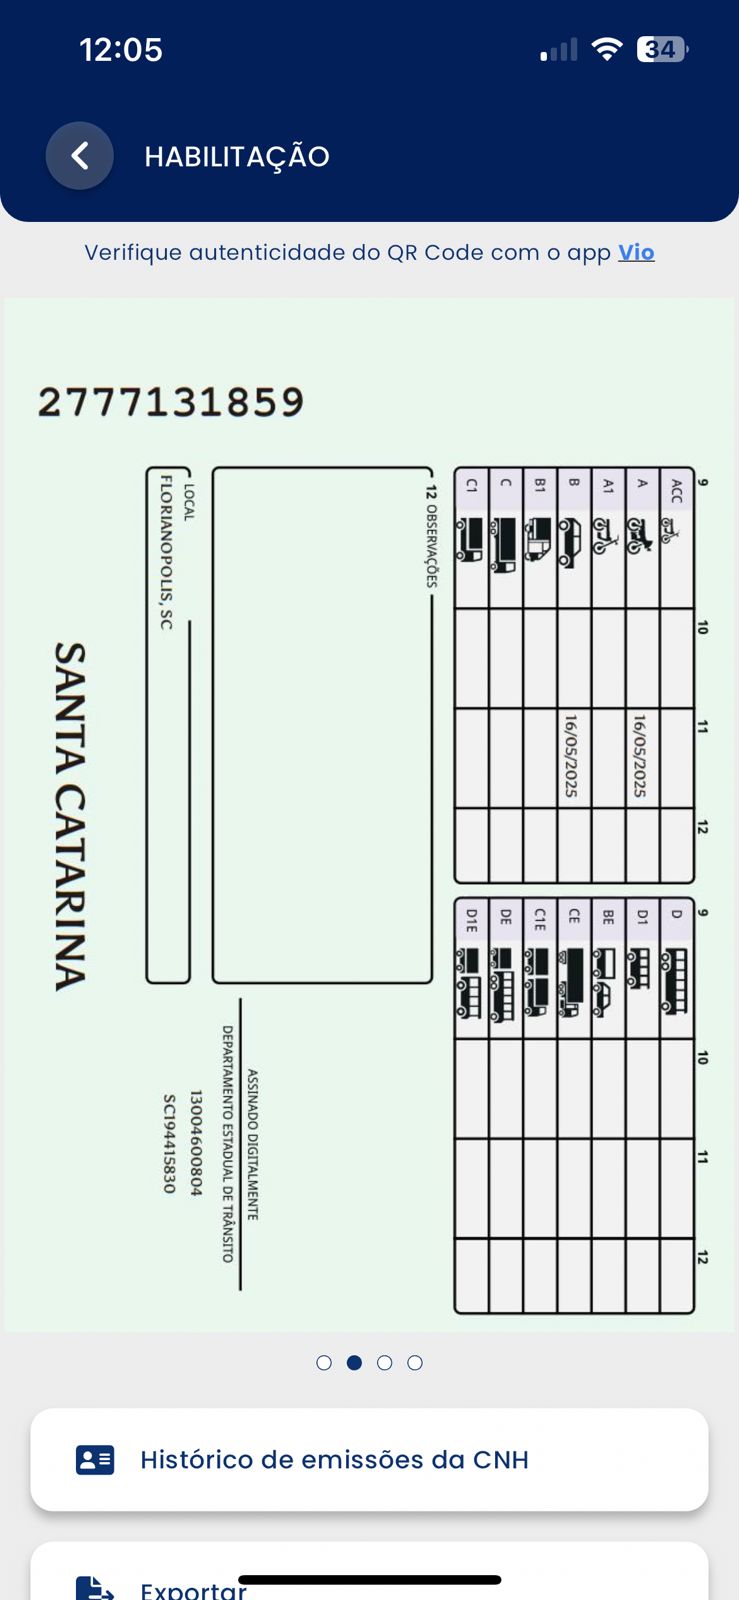 12:05
34
HABILITAÇÃO
Verifique autenticidade do QR Code com o app Vio
2777131859
9 10 11 12
ACC
A 16/05/2025
A1
B 16/05/2025
B1
C
C1
9 10 11 12
D
D1
BE
CE
C1E
DE
D1E
12 OBSERVAÇÕES
LOCAL
FLORIANOPOLIS, SC
ASSINADO DIGITALMENTE
DEPARTAMENTO ESTADUAL DE TRÂNSITO
13004600804
SC194415830
SANTA CATARINA
Histórico de emissões da CNH
Exportar